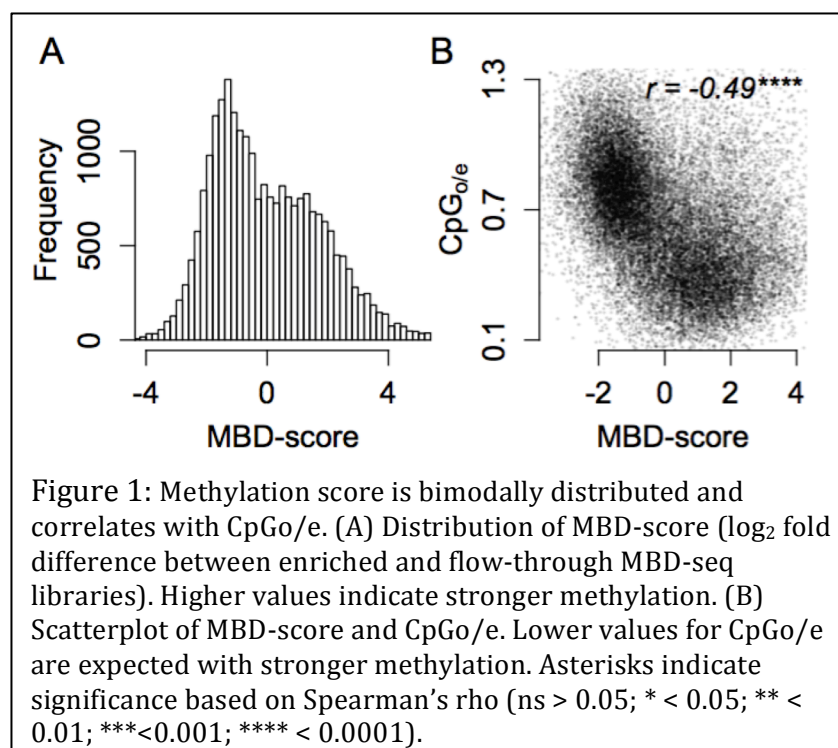 A
B
Frequency
1000
500
0
-4
0
4
MBD-score
CpGo/e
1.3
0.7
0.1
r = -0.49****
-2
0
2
4
MBD-score
Figure 1: Methylation score is bimodally distributed and
correlates with CpGo/e. (A) Distribution of MBD-score (log₂ fold
difference between enriched and flow-through MBD-seq
libraries). Higher values indicate stronger methylation. (B)
Scatterplot of MBD-score and CpGo/e. Lower values for CpGo/e
are expected with stronger methylation. Asterisks indicate
significance based on Spearman’s rho (ns > 0.05; * < 0.05; ** <
0.01; ***<0.001; **** < 0.0001).